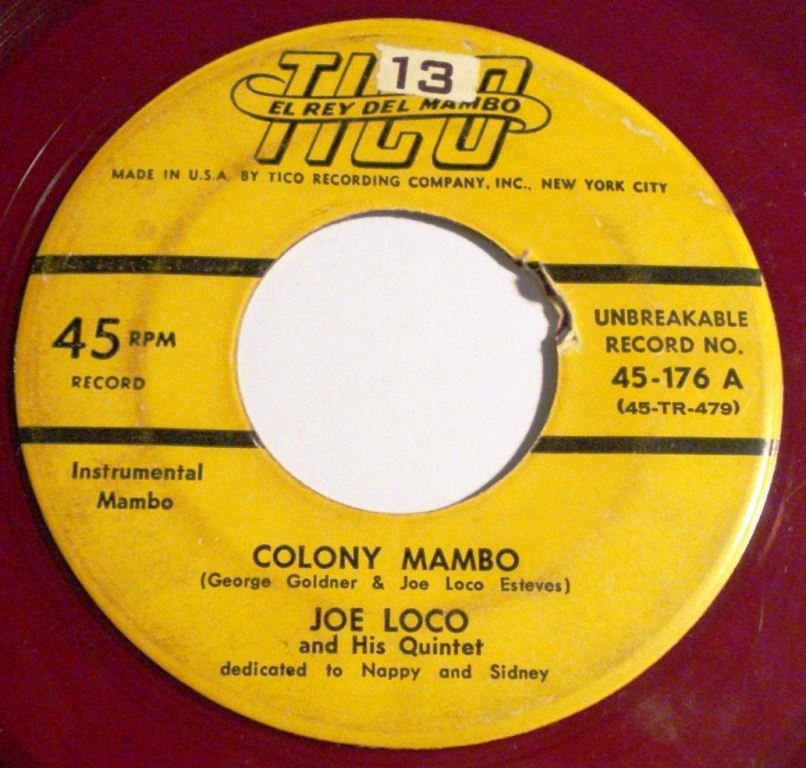 TICO
13
EL REY DEL MAMBO
MADE IN U.S.A. BY TICO RECORDING COMPANY, INC., NEW YORK CITY
45 RPM
RECORD
UNBREAKABLE
RECORD NO.
45-176 A
(45-TR-479)
Instrumental
Mambo
COLONY MAMBO
(George Goldner & Joe Loco Esteves)
JOE LOCO
and His Quintet
dedicated to Nappy and Sidney